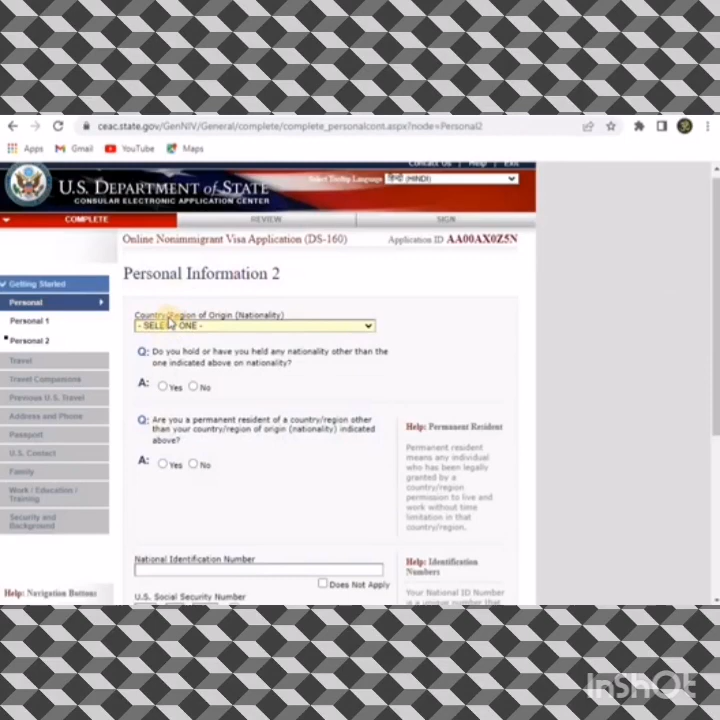 ceac.state.gov/GenNIV/General/complete/complete_personalcont.aspx?node=Personal2
Apps Gmail YouTube Maps
Contact Us Help Exit
U.S. DEPARTMENT of STATE
CONSULAR ELECTRONIC APPLICATION CENTER
Select Tooltip Language हिन्दी (HINDI)
COMPLETE REVIEW SIGN
Online Nonimmigrant Visa Application (DS-160) Application ID AA00AX0Z5N
Personal Information 2
Getting Started
Personal
Personal 1
Personal 2
Travel
Travel Companions
Previous U.S. Travel
Address and Phone
Passport
U.S. Contact
Family
Work / Education /
Training
Security and
Background
Help: Navigation Buttons
Country/Region of Origin (Nationality)
- SELECT ONE -
Q: Do you hold or have you held any nationality other than the
one indicated above on nationality?
A: Yes No
Q: Are you a permanent resident of a country/region other
than your country/region of origin (nationality) indicated
above?
A: Yes No
Help: Permanent Resident
Permanent resident
means any individual
who has been legally
granted by a
country/region
permission to live and
work without time
limitation in that
country/region.
National Identification Number
Does Not Apply
U.S. Social Security Number
Help: Identification
Numbers
Your National ID Number
is a unique number that
InShOt